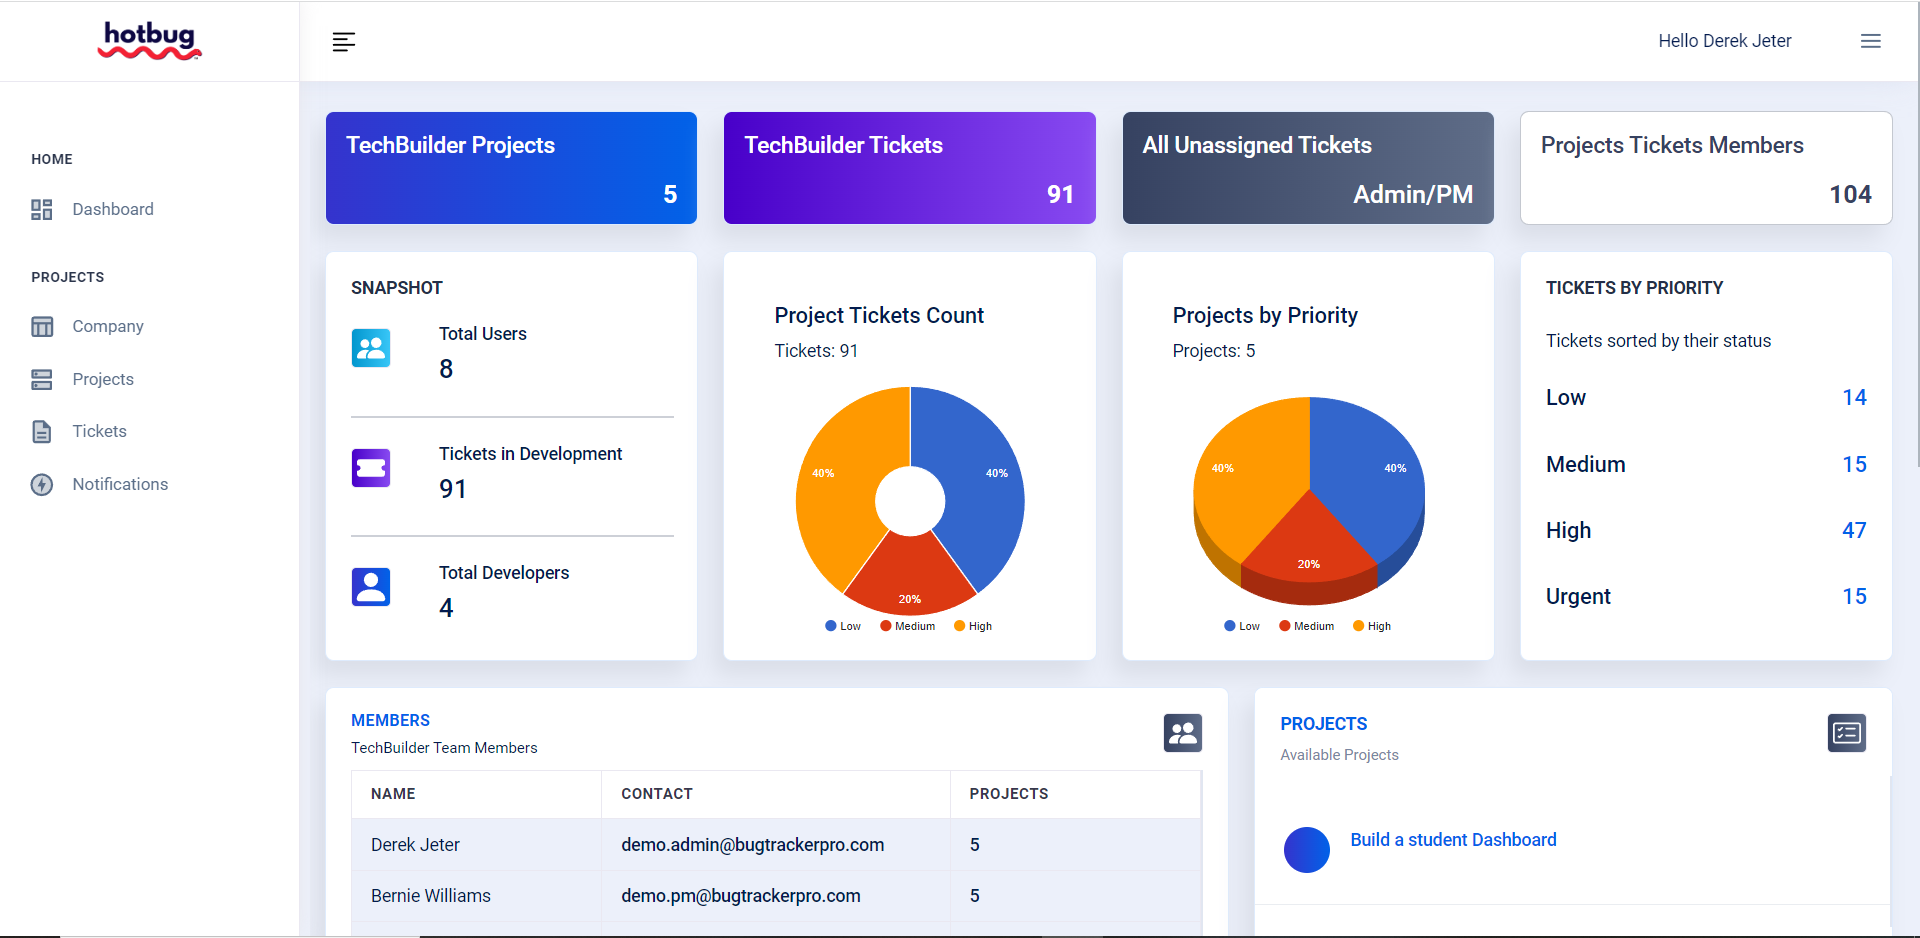 hotbug
Hello Derek Jeter
HOME
Dashboard
PROJECTS
Company
Projects
Tickets
Notifications
TechBuilder Projects
5
TechBuilder Tickets
91
All Unassigned Tickets
Admin/PM
Projects Tickets Members
104
SNAPSHOT
Total Users
8
Tickets in Development
91
Total Developers
4
Project Tickets Count
Tickets: 91
40%
40%
20%
Low Medium High
Projects by Priority
Projects: 5
40%
40%
20%
Low Medium High
TICKETS BY PRIORITY
Tickets sorted by their status
Low 14
Medium 15
High 47
Urgent 15
MEMBERS
TechBuilder Team Members
NAME CONTACT PROJECTS
Derek Jeter demo.admin@bugtrackerpro.com 5
Bernie Williams demo.pm@bugtrackerpro.com 5
PROJECTS
Available Projects
Build a student Dashboard